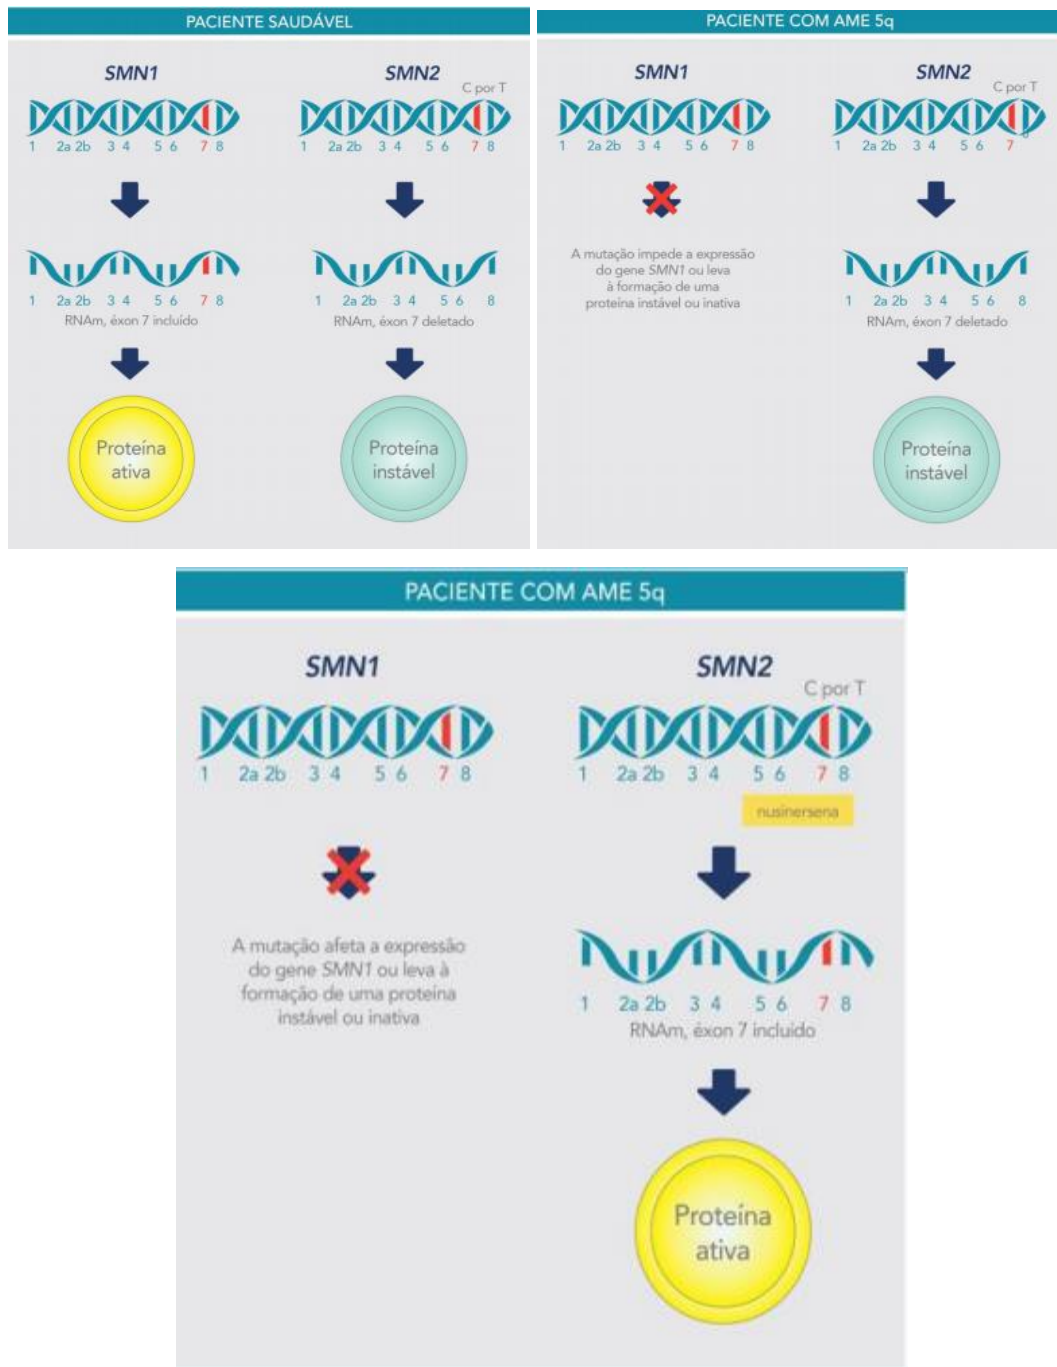 PACIENTE SAUDÁVEL
SMN1
1 2a 2b 3 4 5 6 7 8
RNAm, éxon 7 incluído
1 2a 2b 3 4 5 6 7 8
Proteína
ativa
SMN2
C por T
1 2a 2b 3 4 5 6 7 8
1 2a 2b 3 4 5 6 8
RNAm, éxon 7 deletado
Proteína
instável
PACIENTE COM AME 5q
SMN1
1 2a 2b 3 4 5 6 7 8
A mutação impede a expressão
do gene SMN1 ou leva
à formação de uma
proteína instável ou inativa
SMN2
C por T
1 2a 2b 3 4 5 6 7 8
1 2a 2b 3 4 5 6 8
RNAm, éxon 7 deletado
Proteína
instável
PACIENTE COM AME 5q
SMN1
1 2a 2b 3 4 5 6 7 8
A mutação afeta a expressão
do gene SMN1 ou leva à
formação de uma proteína
instável ou inativa
SMN2
C por T
1 2a 2b 3 4 5 6 7 8
nusinersena
1 2a 2b 3 4 5 6 7 8
RNAm, éxon 7 incluido
Proteína
ativa